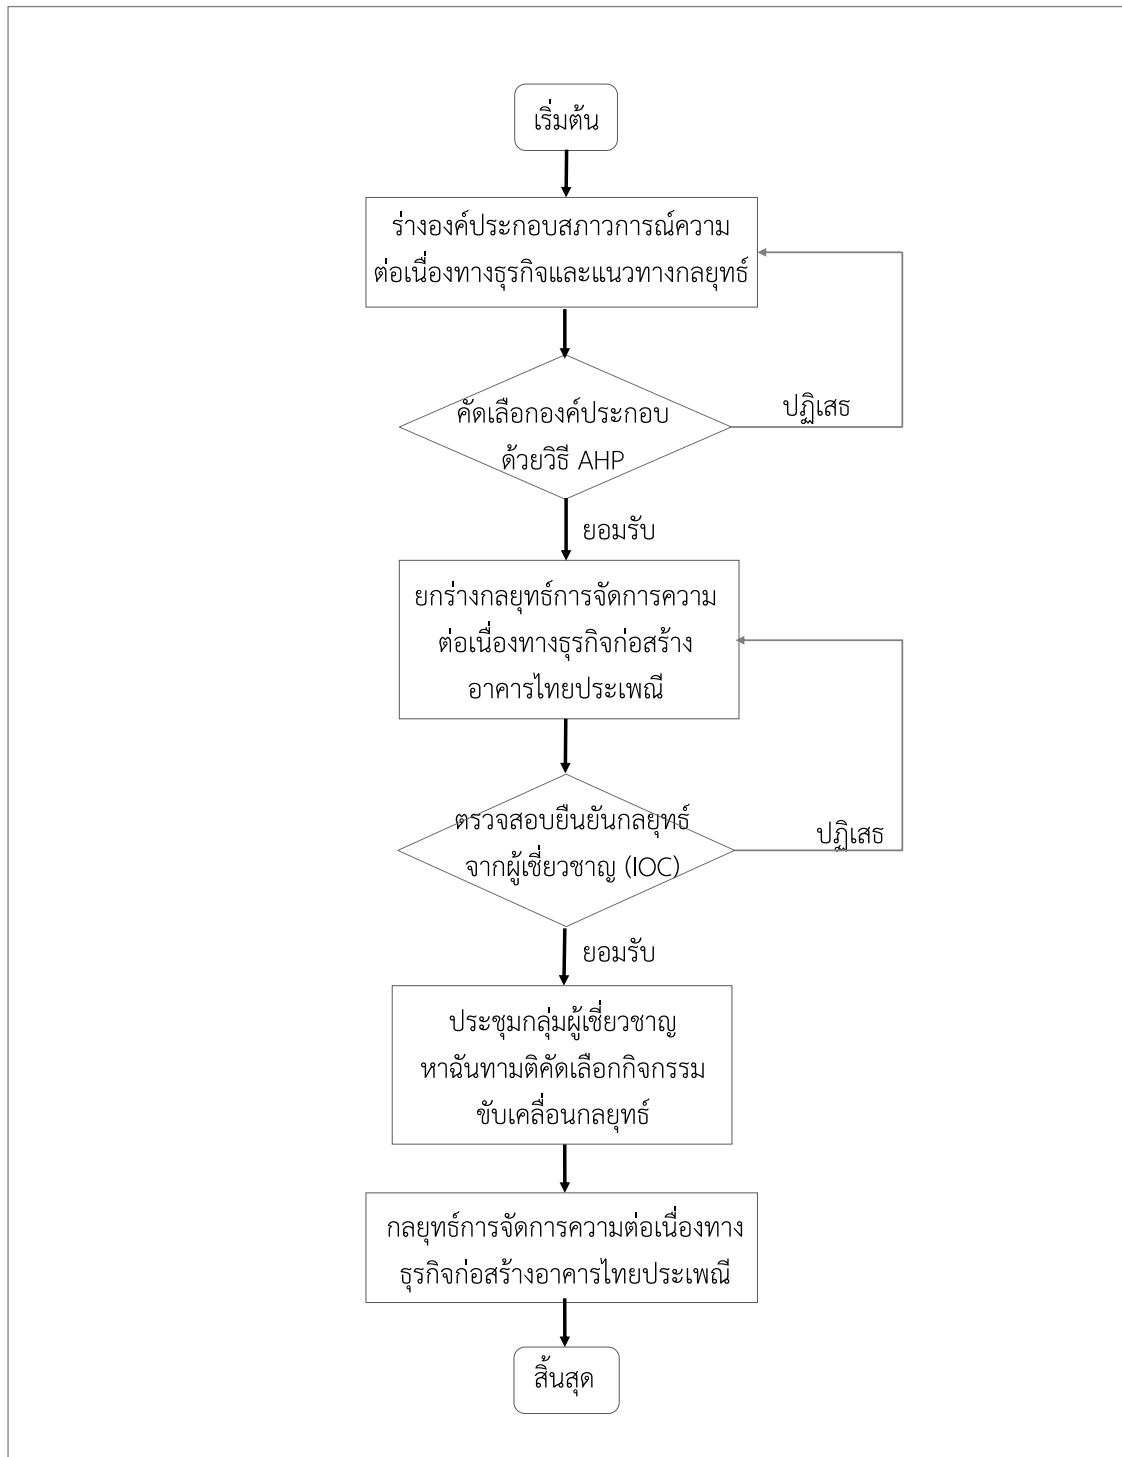 เริ่มต้น
ร่างองค์ประกอบสภาวการณ์ความ
ต่อเนื่องทางธุรกิจและแนวทางกลยุทธ์
คัดเลือกองค์ประกอบ
ด้วยวิธี AHP
ปฏิเสธ
ยอมรับ
ยกร่างกลยุทธ์การจัดการความ
ต่อเนื่องทางธุรกิจก่อสร้าง
อาคารไทยประเพณี
ตรวจสอบยืนยันกลยุทธ์
จากผู้เชี่ยวชาญ (IOC)
ปฏิเสธ
ยอมรับ
ประชุมกลุ่มผู้เชี่ยวชาญ
หาฉันทามติคัดเลือกกิจกรรม
ขับเคลื่อนกลยุทธ์
กลยุทธ์การจัดการความต่อเนื่องทาง
ธุรกิจก่อสร้างอาคารไทยประเพณี
สิ้นสุด